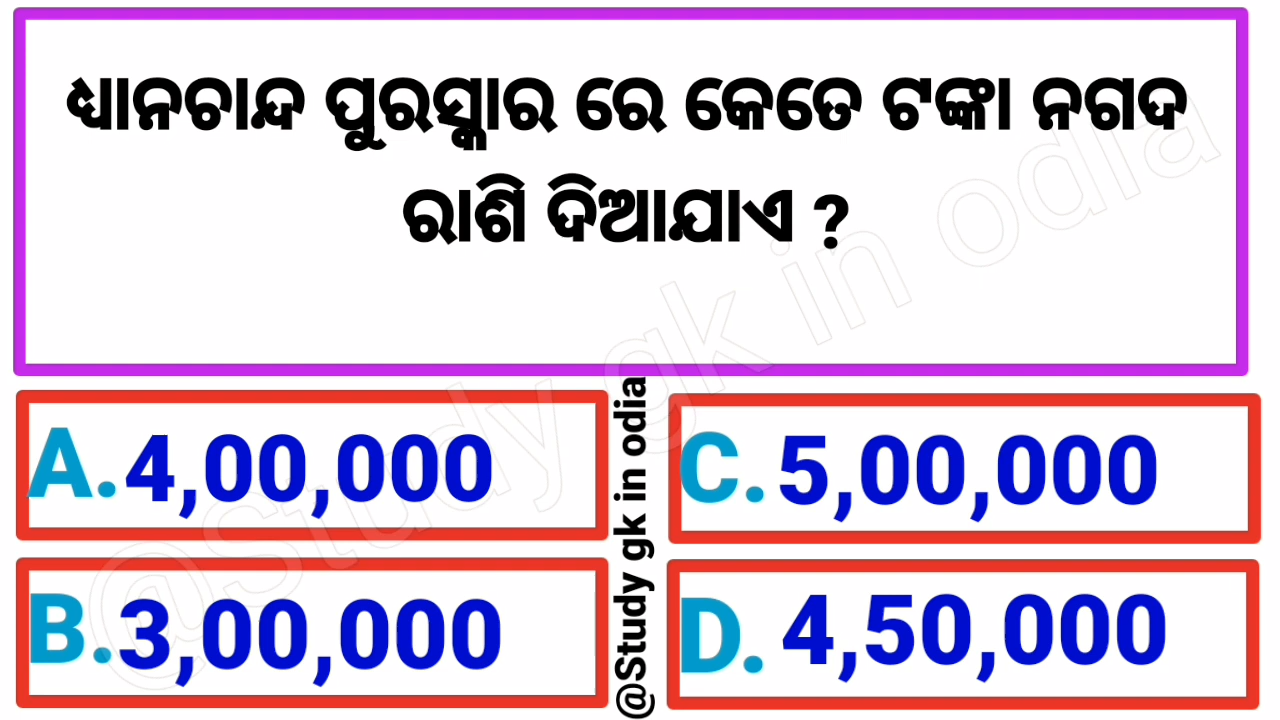 ଧ୍ୟାନଚାନ୍ଦ ପୁରସ୍କାର ରେ କେତେ ଟଙ୍କା ନଗଦ
ରାଶି ଦିଆଯାଏ ?
A. 4,00,000
C. 5,00,000
B. 3,00,000
D. 4,50,000
@Study gk in odia
@Study gk in odia